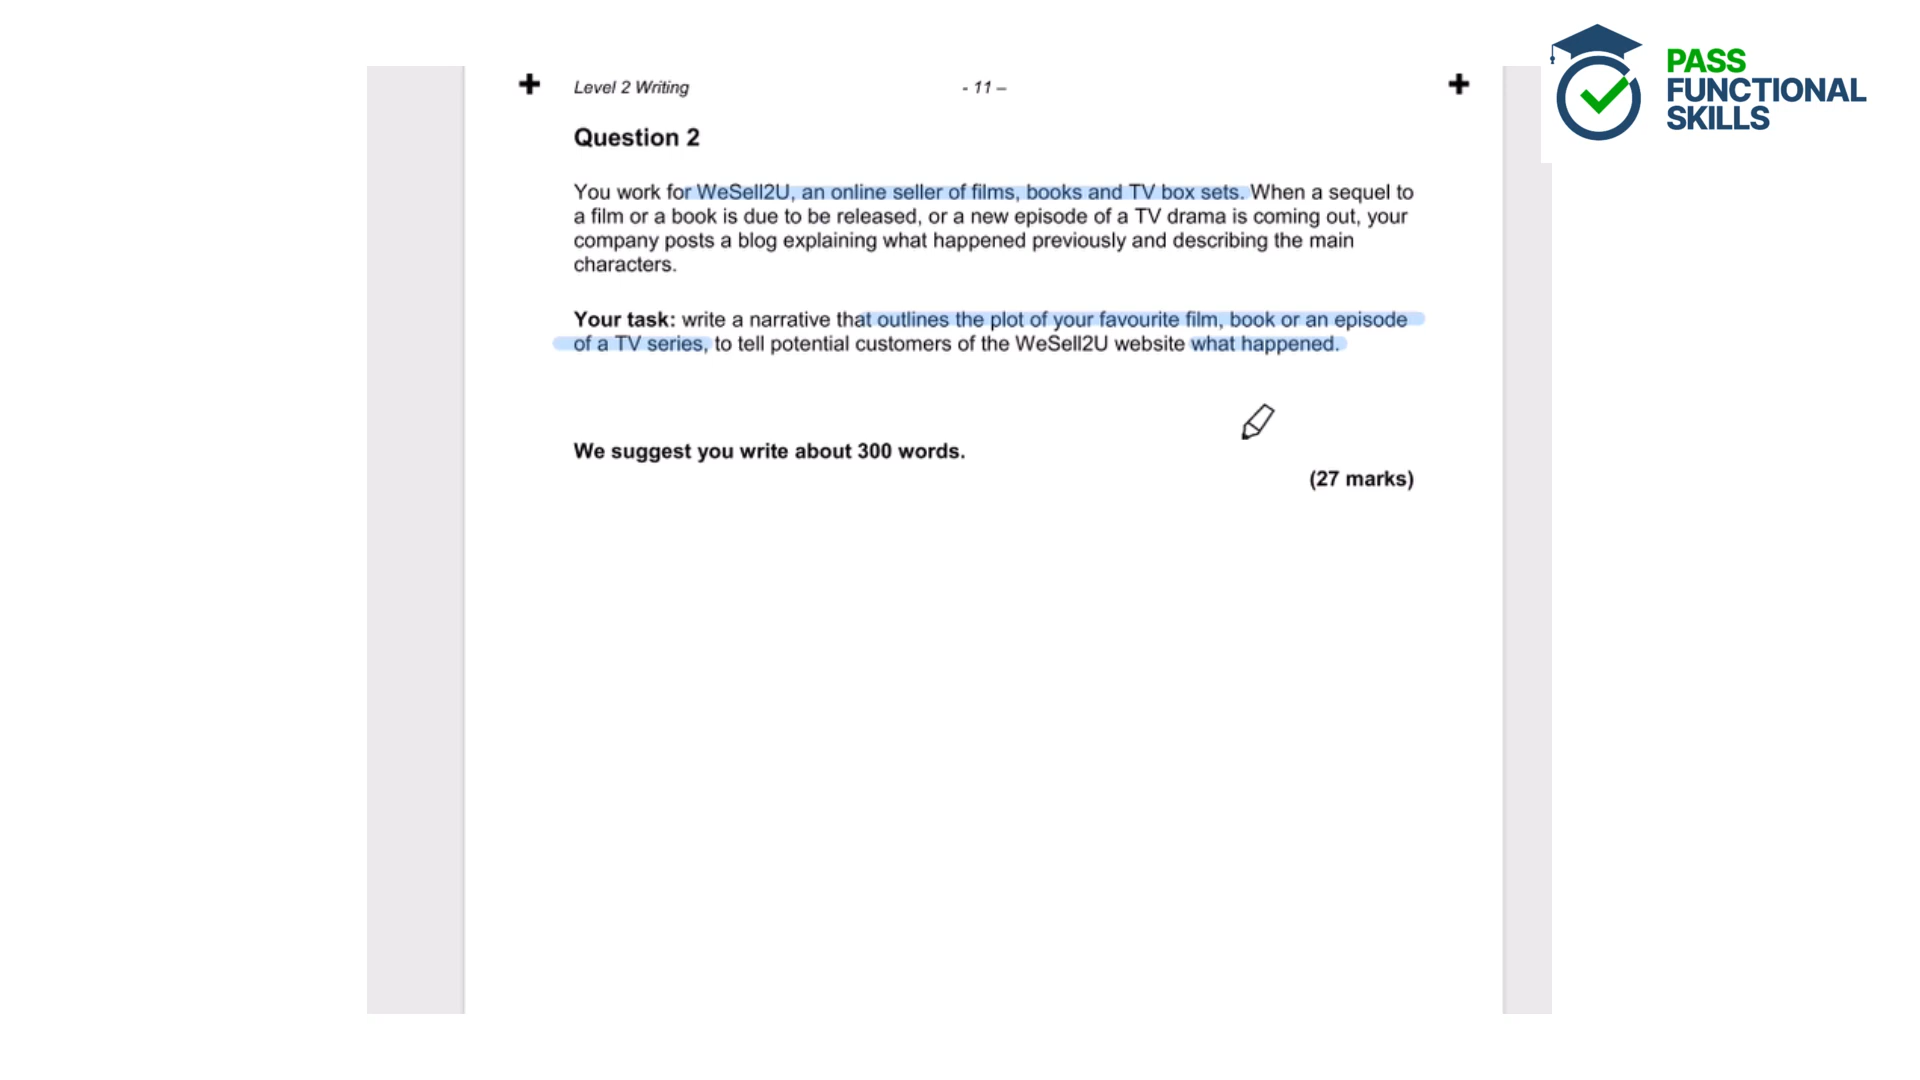 PASS
FUNCTIONAL
SKILLS
Level 2 Writing - 11 –
Question 2
You work for WeSell2U, an online seller of films, books and TV box sets. When a sequel to
a film or a book is due to be released, or a new episode of a TV drama is coming out, your
company posts a blog explaining what happened previously and describing the main
characters.
Your task: write a narrative that outlines the plot of your favourite film, book or an episode
of a TV series, to tell potential customers of the WeSell2U website what happened.
We suggest you write about 300 words.
(27 marks)